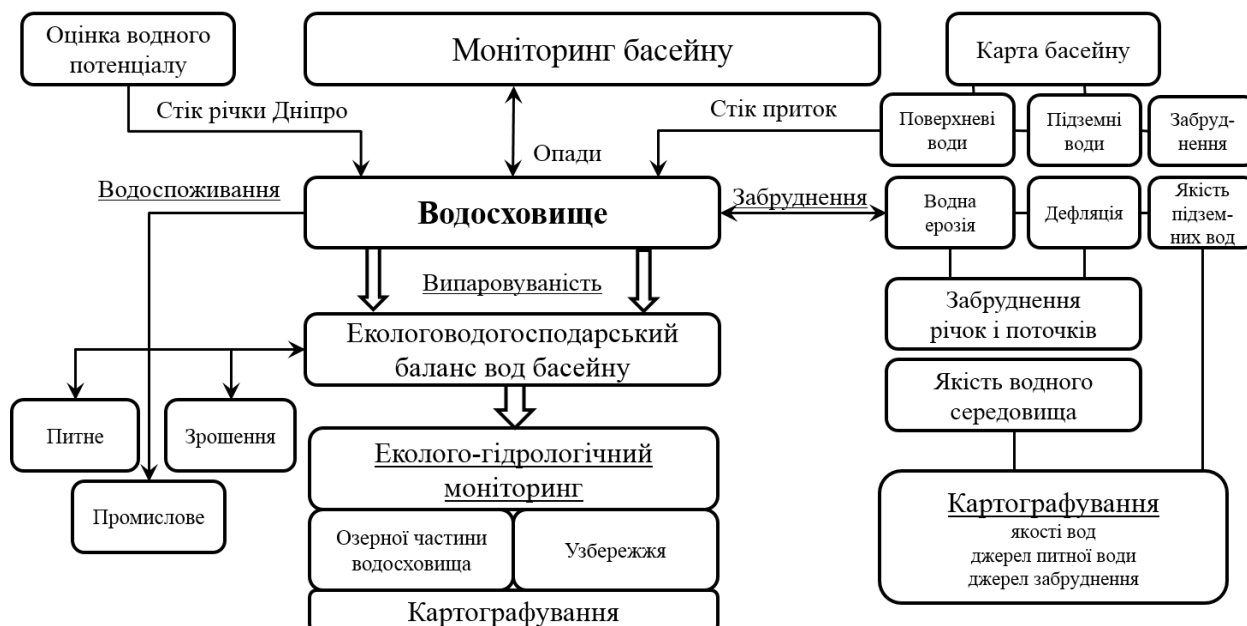 Оцінка водного
потенціалу
Моніторинг басейну
Карта басейну
Стік річки Дніпро
Стік приток
Опади
Поверхневі
води
Підземні
води
Забруд-
нення
Водоспоживання
Водосховище
Забруднення
Водна
ерозія
Дефляція
Якість
підзем-
них вод
Випаровуваність
Забруднення
річок і поточків
Екологоводогосподарський
баланс вод басейну
Якість водного
середовища
Питне
Зрошення
Промислове
Еколого-гідрологічний
моніторинг
Озерної частини
водосховища
Узбережжя
Картографування
Картографування
якості вод
джерел питної води
джерел забруднення